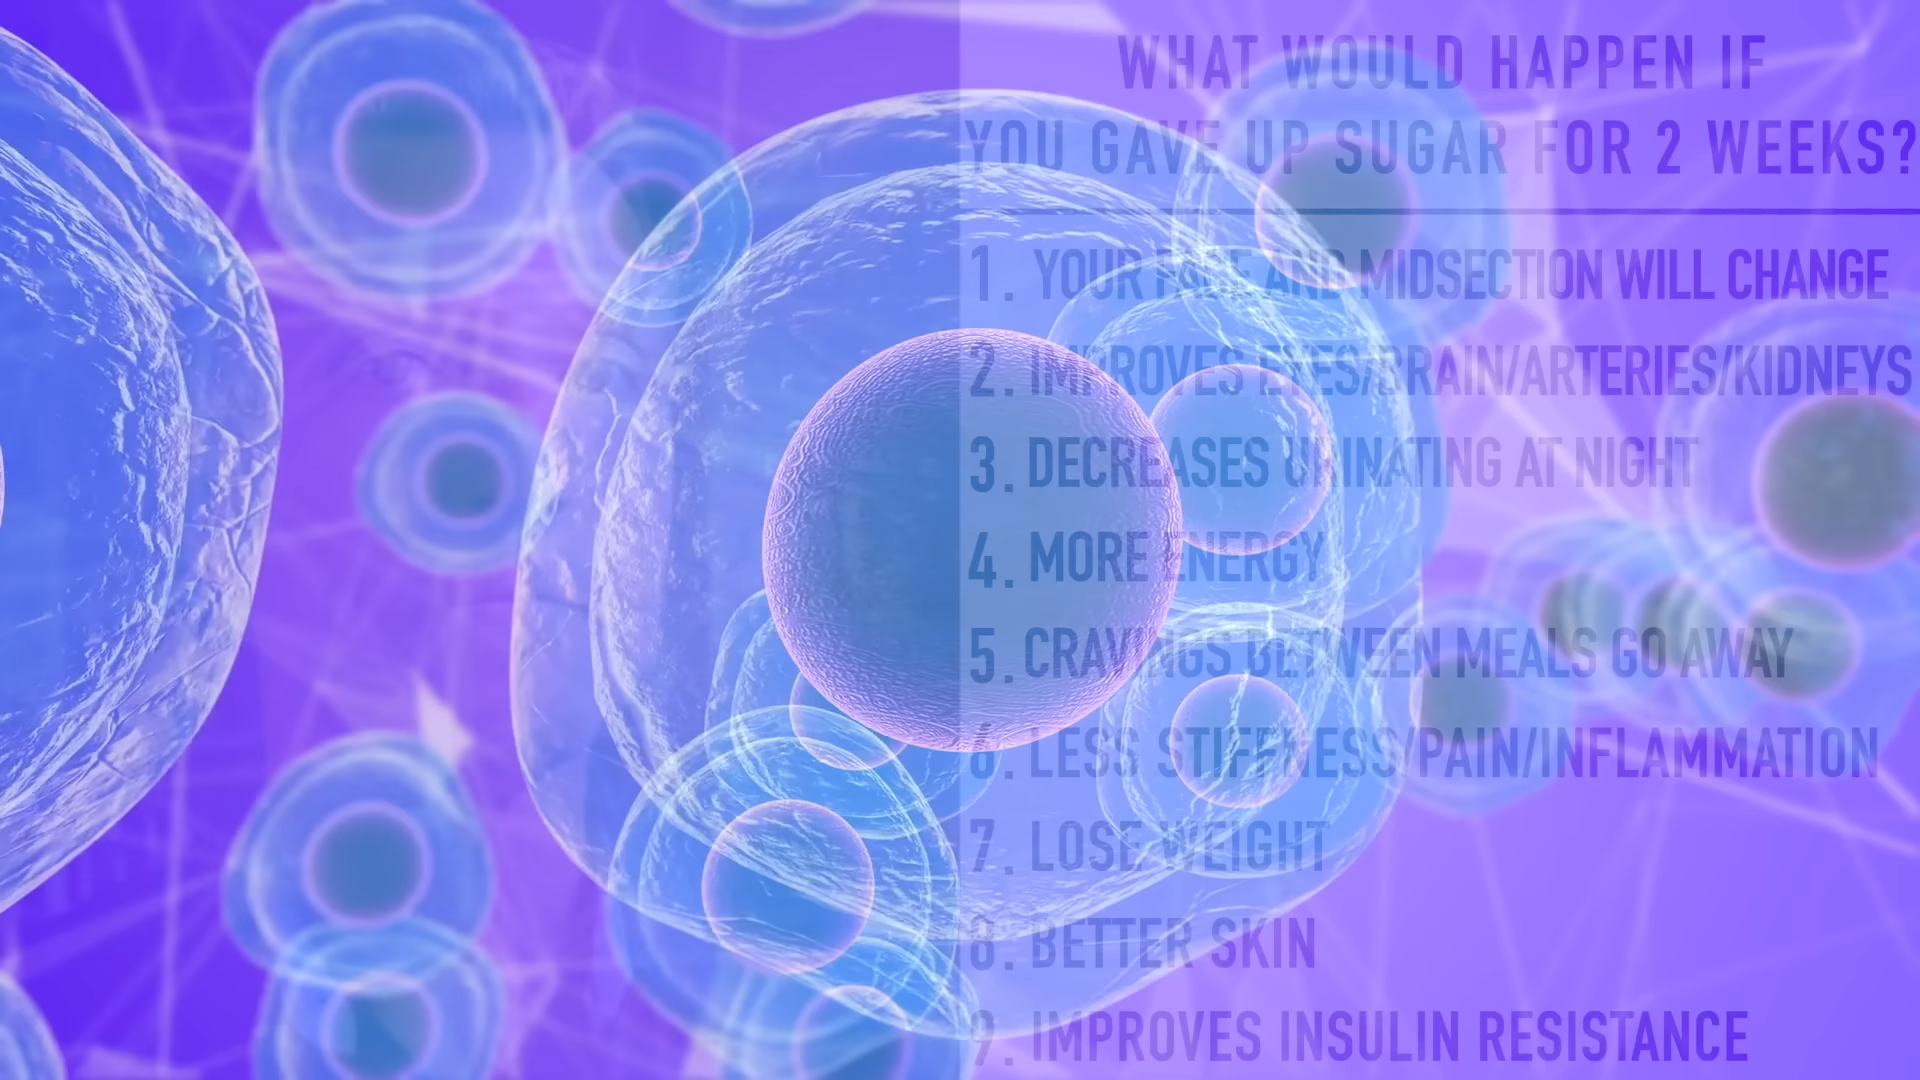 WHAT WOULD HAPPEN IF
YOU GAVE UP SUGAR FOR 2 WEEKS?
1. YOUR FACE AND MIDSECTION WILL CHANGE
2. IMPROVES EYES/BRAIN/ARTERIES/KIDNEYS
3. DECREASES URINATING AT NIGHT
4. MORE ENERGY
5. CRAVINGS BETWEEN MEALS GO AWAY
6. LESS STIFFNESS/PAIN/INFLAMMATION
7. LOSE WEIGHT
8. BETTER SKIN
9. IMPROVES INSULIN RESISTANCE